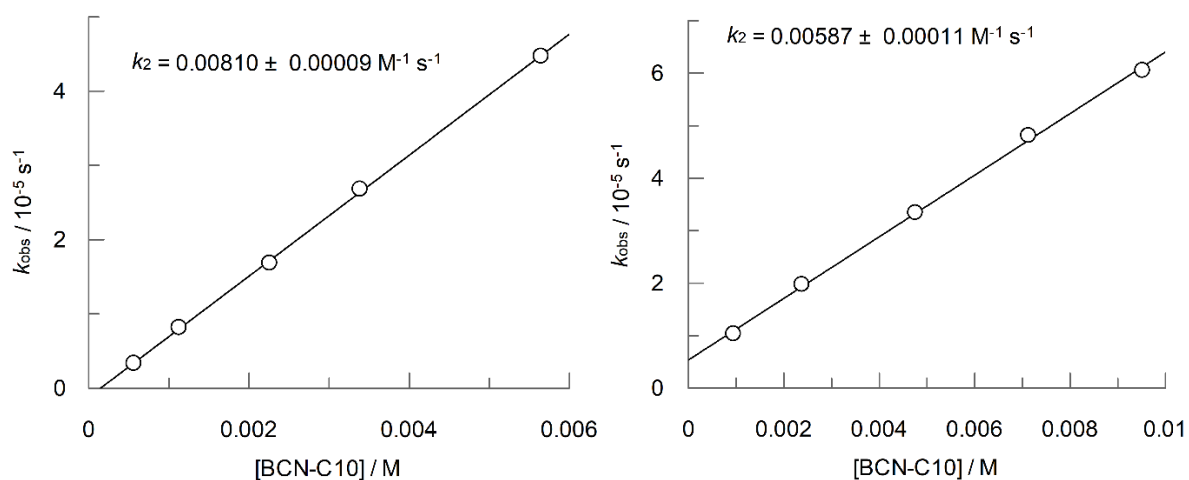 k2 = 0.00810 ± 0.00009 M-1 s-1
4
2
0
kobs / 10-5 s-1
0
0.002
0.004
0.006
[BCN-C10] / M
k2 = 0.00587 ± 0.00011 M-1 s-1
6
4
2
0
kobs / 10-5 s-1
0
0.002
0.004
0.006
0.008
0.01
[BCN-C10] / M